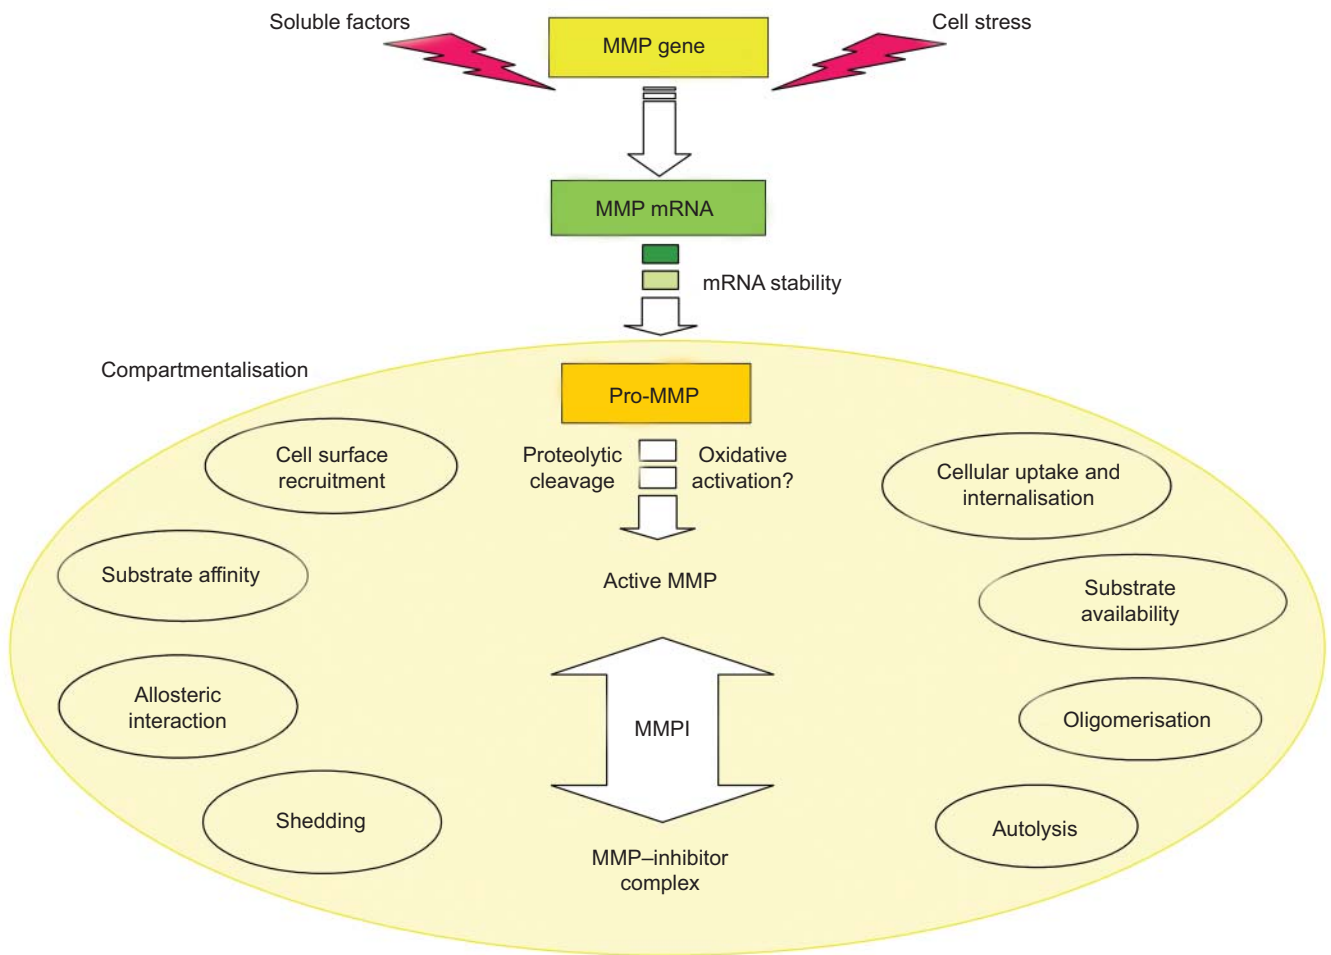 Soluble factors
MMP gene
Cell stress
MMP mRNA
mRNA stability
Compartmentalisation
Pro-MMP
Proteolytic
cleavage
Oxidative
activation?
Cell surface
recruitment
Cellular uptake and
internalisation
Substrate affinity
Active MMP
Substrate
availability
Allosteric
interaction
MMPI
Oligomerisation
Shedding
Autolysis
MMP–inhibitor
complex